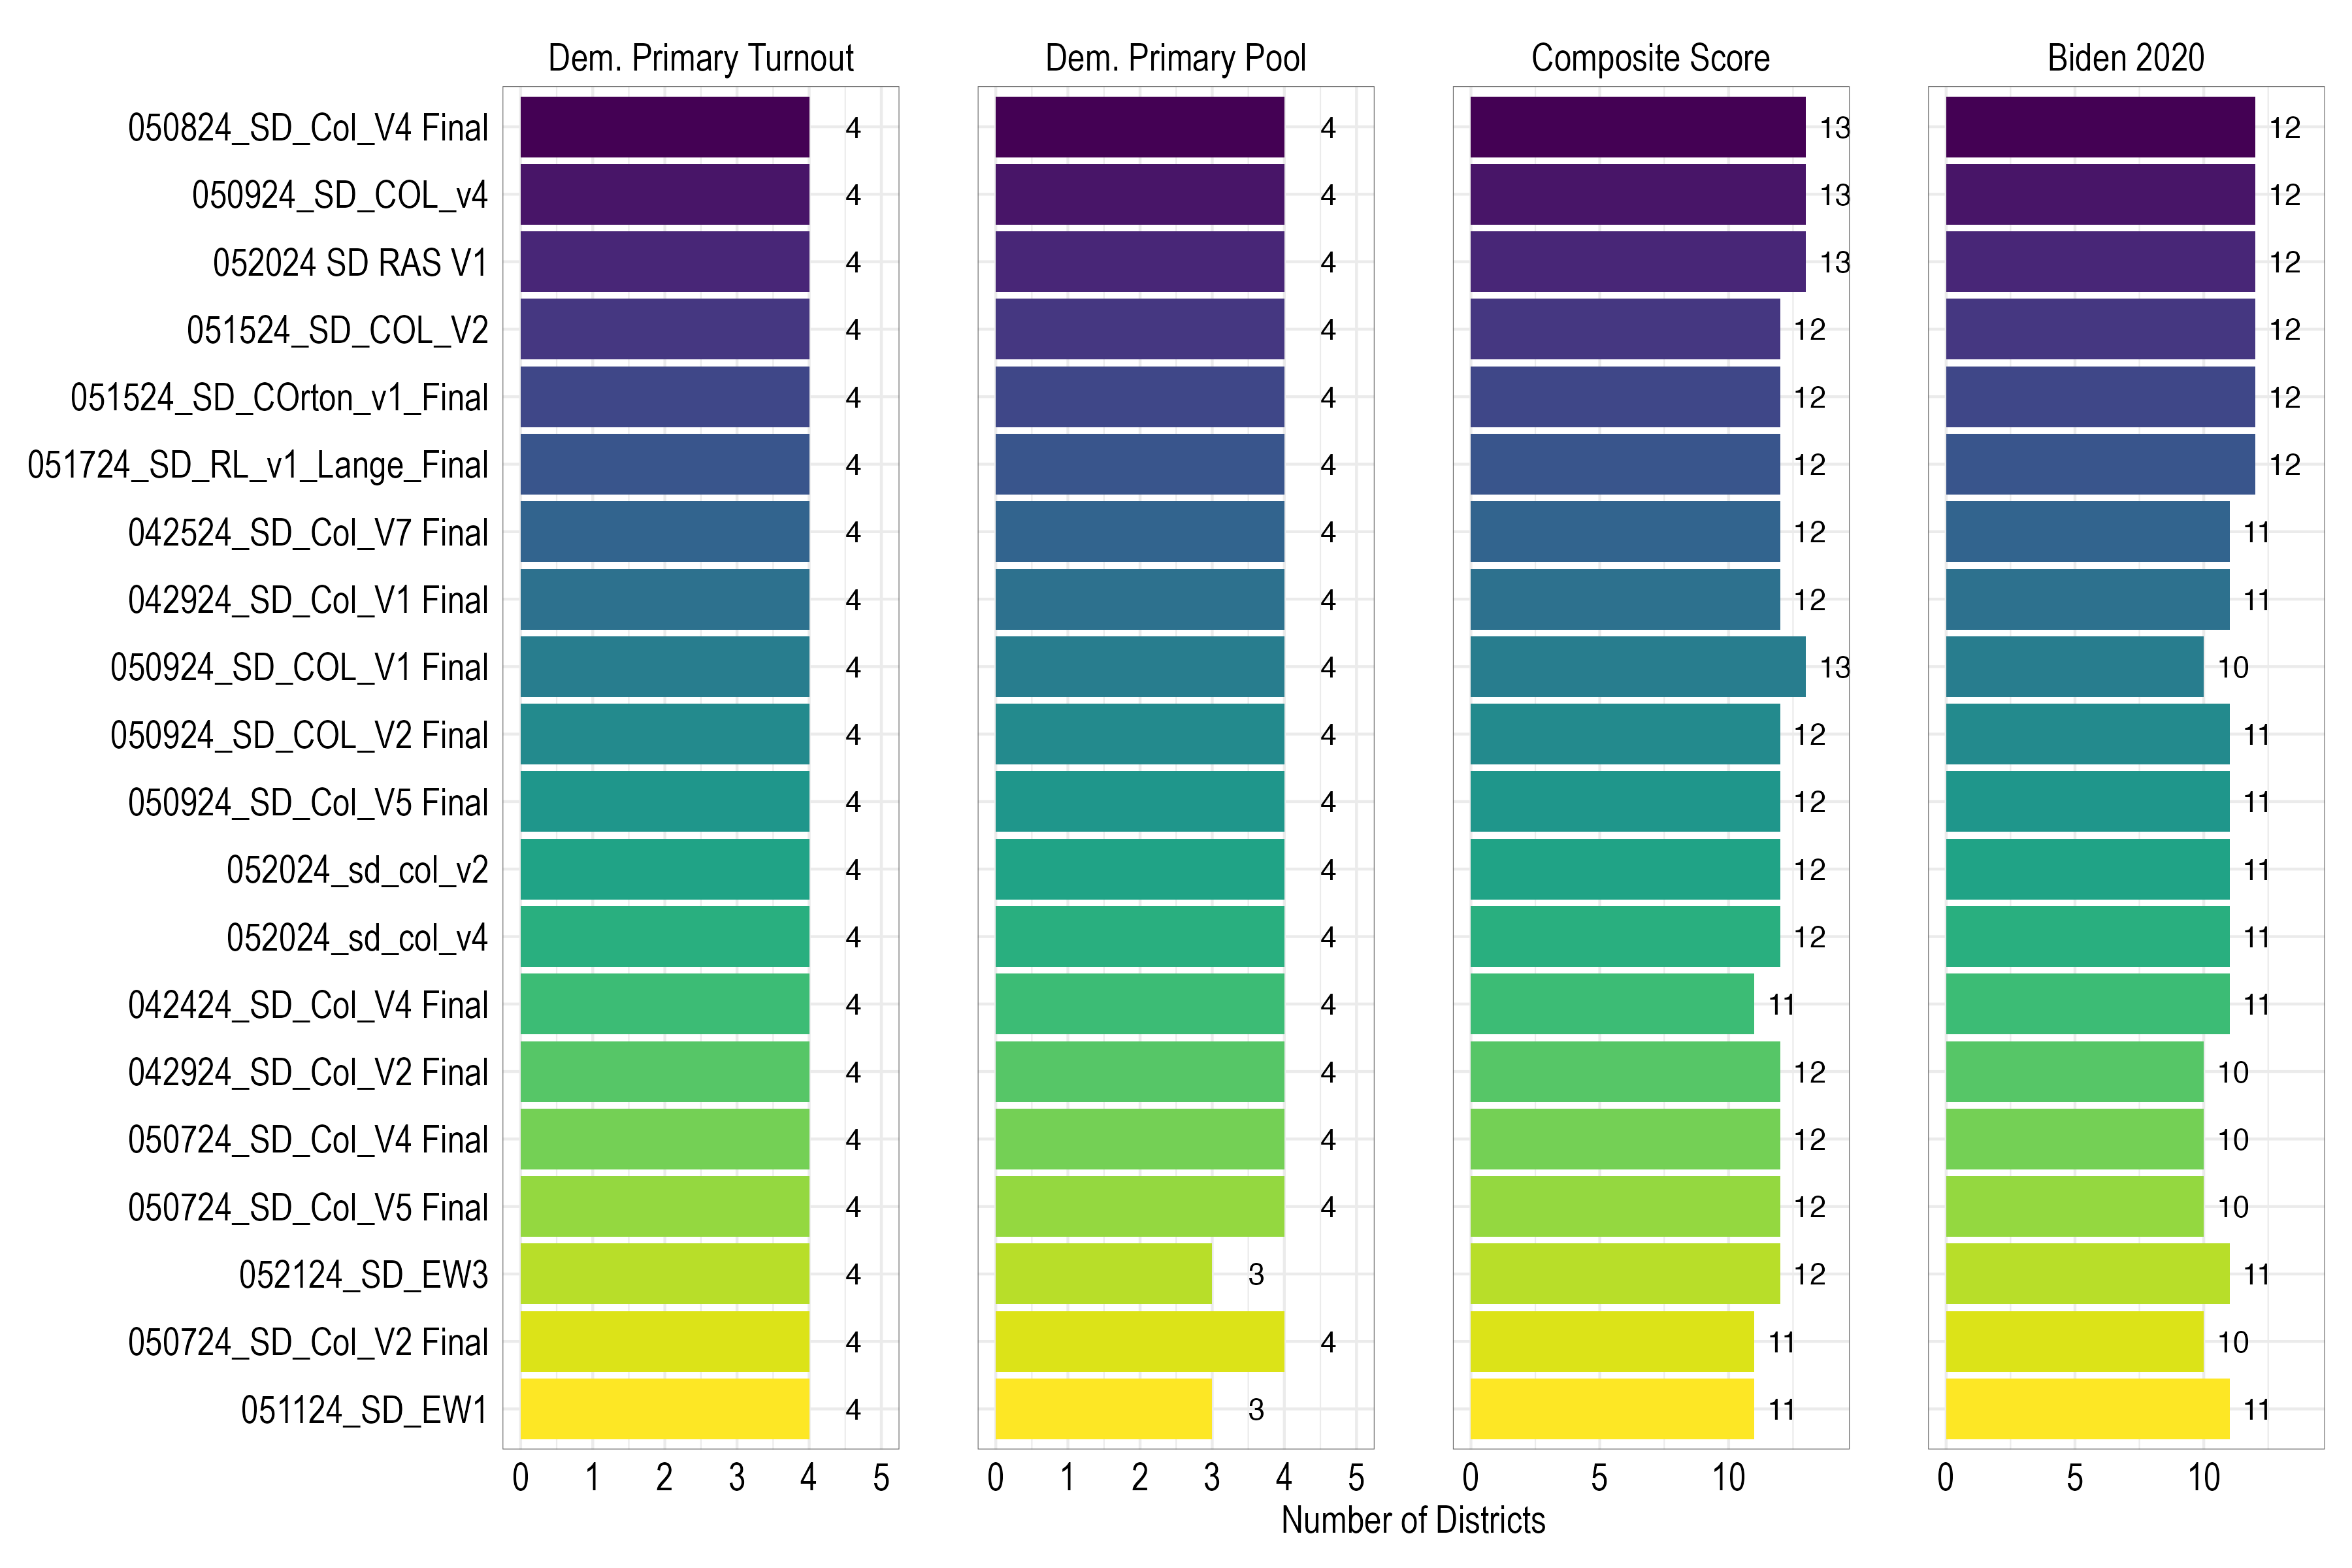 Dem. Primary Turnout Dem. Primary Pool Composite Score Biden 2020
050824_SD_Col_V4 Final 4 4 13 12
050924_SD_COL_v4 4 4 13 12
052024 SD RAS V1 4 4 13 12
051524_SD_COL_V2 4 4 12 12
051524_SD_COrton_v1_Final 4 4 12 12
051724_SD_RL_v1_Lange_Final 4 4 12 12
042524_SD_Col_V7 Final 4 4 12 11
042924_SD_Col_V1 Final 4 4 12 11
050924_SD_COL_V1 Final 4 4 13 10
050924_SD_COL_V2 Final 4 4 12 11
050924_SD_Col_V5 Final 4 4 12 11
052024_sd_col_v2 4 4 12 11
052024_sd_col_v4 4 4 12 11
042424_SD_Col_V4 Final 4 4 11 11
042924_SD_Col_V2 Final 4 4 12 10
050724_SD_Col_V4 Final 4 4 12 10
050724_SD_Col_V5 Final 4 4 12 10
052124_SD_EW3 4 3 12 11
050724_SD_Col_V2 Final 4 4 11 10
051124_SD_EW1 4 3 11 11
0 1 2 3 4 5 0 1 2 3 4 5 0 5 10 0 5 10
Number of Districts